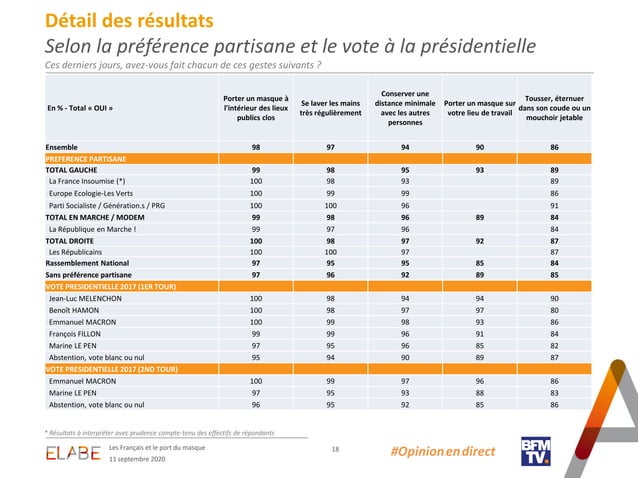 Détail des résultats
Selon la préférence partisane et le vote à la présidentielle
Ces derniers jours, avez-vous fait chacun de ces gestes suivants ?
En % - Total « OUI » Porter un masque à l'intérieur des lieux publics clos Se laver les mains très régulièrement Conserver une distance minimale avec les autres personnes Porter un masque sur votre lieu de travail Tousser, éternuer dans son coude ou un mouchoir jetable
Ensemble 98 97 94 90 86
PREFERENCE PARTISANE
TOTAL GAUCHE 99 98 95 93 89
La France Insoumise (*) 100 98 93 89
Europe Ecologie-Les Verts 100 99 99 86
Parti Socialiste / Génération.s / PRG 100 100 96 91
TOTAL EN MARCHE / MODEM 99 98 96 89 84
La République en Marche ! 99 97 96 84
TOTAL DROITE 100 98 97 92 87
Les Républicains 100 100 97 87
Rassemblement National 97 95 95 85 84
Sans préférence partisane 97 96 92 89 85
VOTE PRESIDENTIELLE 2017 (1ER TOUR)
Jean-Luc MELENCHON 100 98 94 94 90
Benoît HAMON 100 98 97 97 80
Emmanuel MACRON 100 99 98 93 86
François FILLON 99 99 96 91 84
Marine LE PEN 97 95 96 85 82
Abstention, vote blanc ou nul 95 94 90 89 87
VOTE PRESIDENTIELLE 2017 (2ND TOUR)
Emmanuel MACRON 100 99 97 96 86
Marine LE PEN 97 95 93 88 83
Abstention, vote blanc ou nul 96 95 92 85 86
* Résultats à interpréter avec prudence compte-tenu des effectifs de répondants
ELABE
Les Français et le port du masque
11 septembre 2020
18
#Opinion.en.direct
BFM
TV.